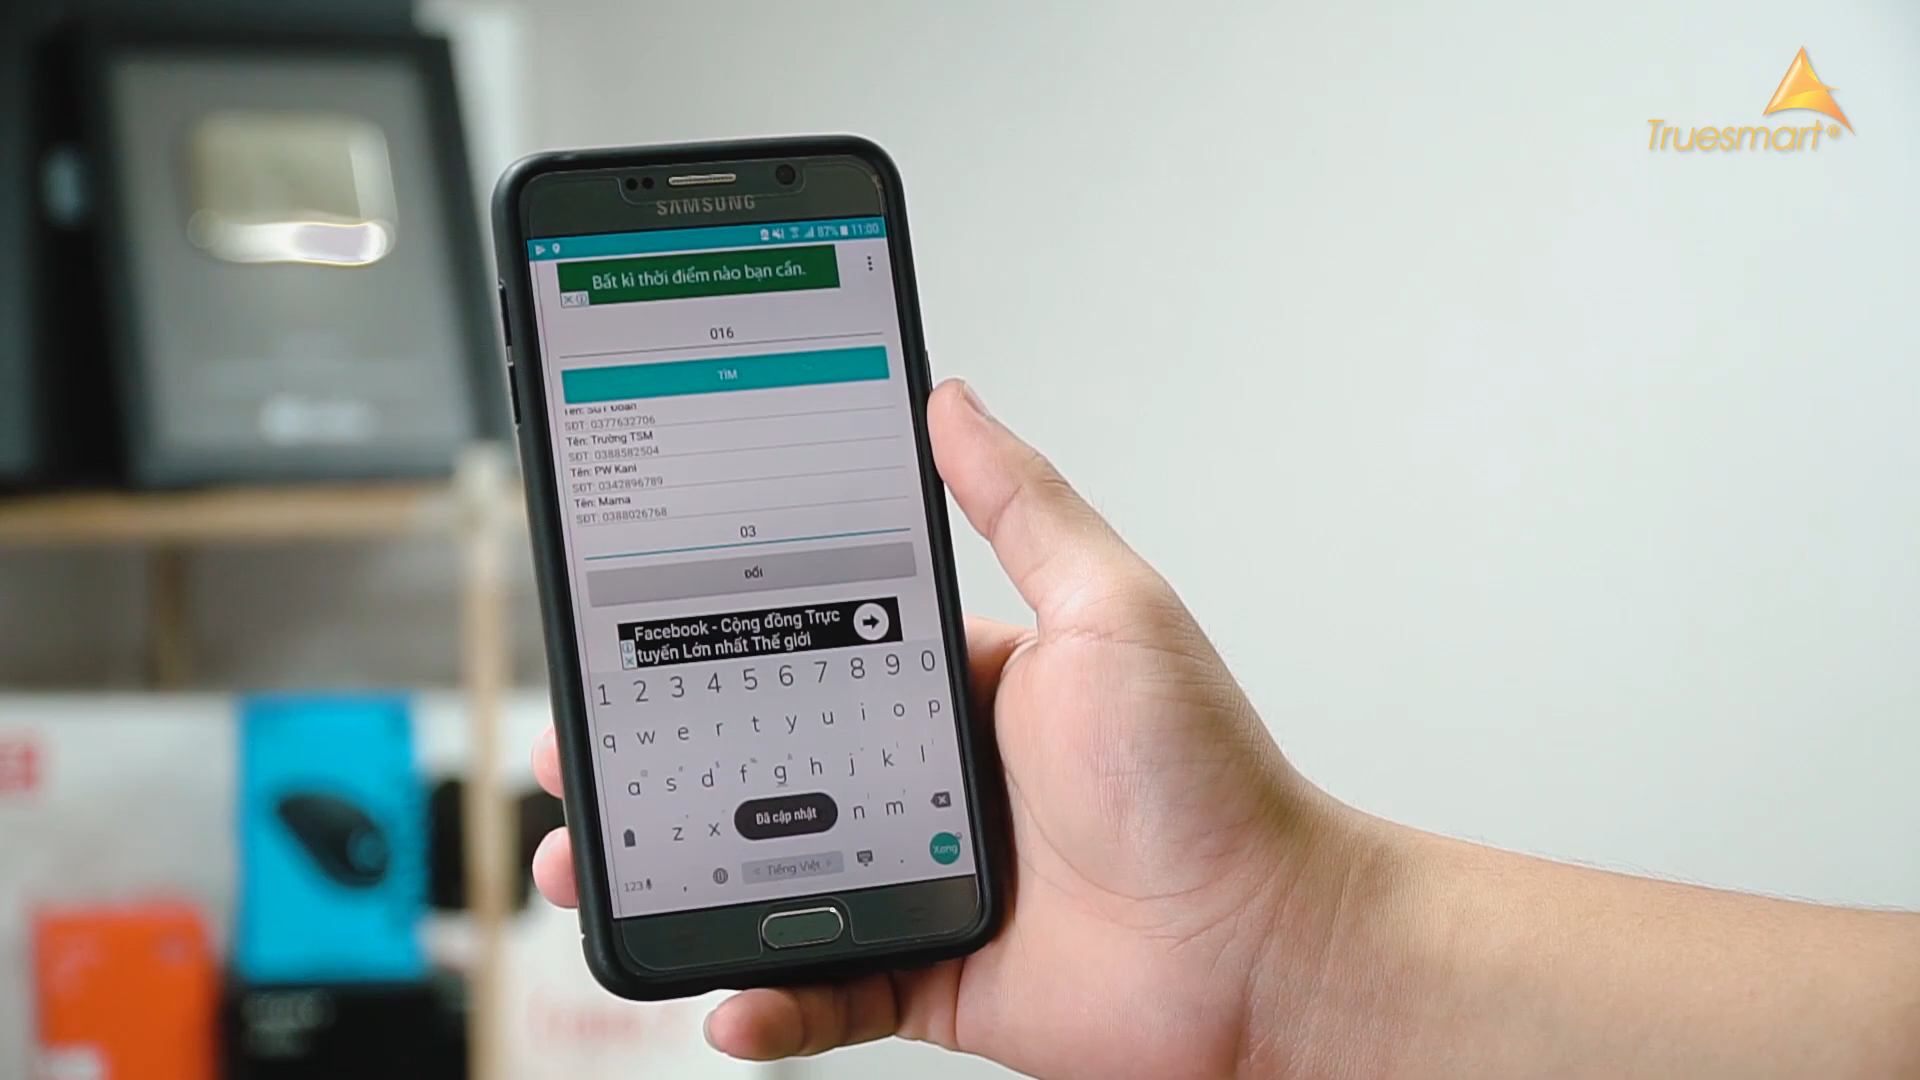 Truesmart®
SAMSUNG
87% 11:00
Bất kì thời điểm nào bạn cần.
016
TÌM
Tên: SGT Đoan
SĐT: 0377632706
Tên: Trường TSM
SĐT: 0388582504
Tên: PW Kani
SĐT: 0342896789
Tên: Mama
SĐT: 0388026768
03
ĐỔI
Facebook - Cộng đồng Trực
tuyến Lớn nhất Thế giới
1 2 3 4 5 6 7 8 9 0
q w e r t y u i o p
a s d f g h j k l
z x Đã cập nhật n m
123 , < Tiếng Việt > . Xong